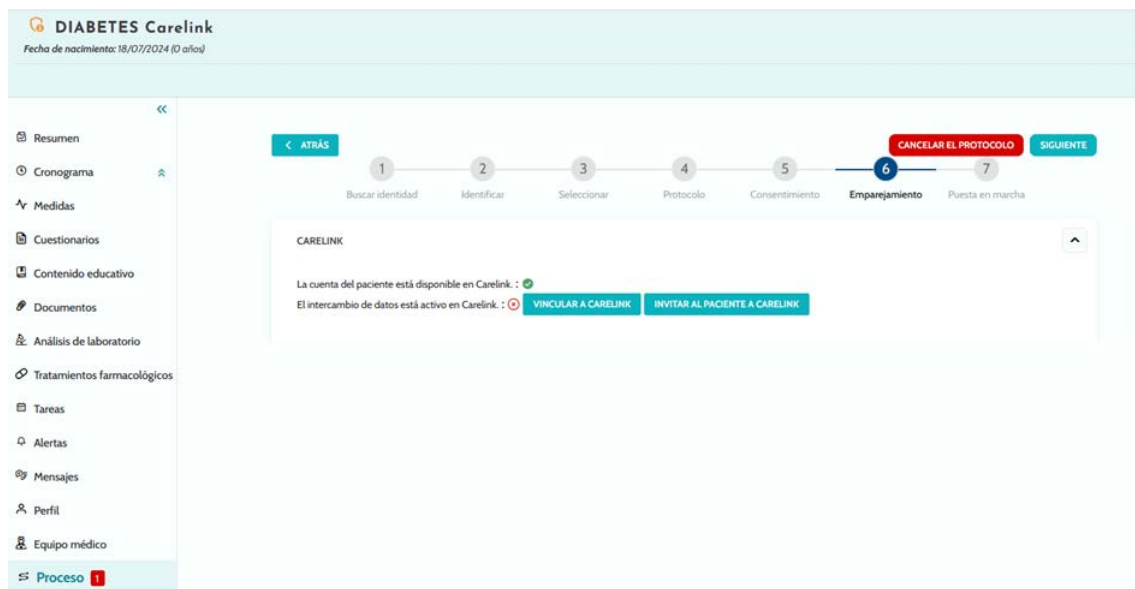 DIABETES Carelink
Fecha de nacimiento: 18/07/2024 (0 años)
Resumen
Cronograma
Medidas
Cuestionarios
Contenido educativo
Documentos
Análisis de laboratorio
Tratamientos farmacológicos
Tareas
Alertas
Mensajes
Perfil
Equipo médico
Proceso 1
ATRÁS
CANCELAR EL PROTOCOLO
SIGUIENTE
1 2 3 4 5 6 7
Buscar identidad Identificar Seleccionar Protocolo Consentimiento Emparejamiento Puesta en marcha
CARELINK
La cuenta del paciente está disponible en Carelink. :
El intercambio de datos está activo en Carelink. : VINCULAR A CARELINK INVITAR AL PACIENTE A CARELINK